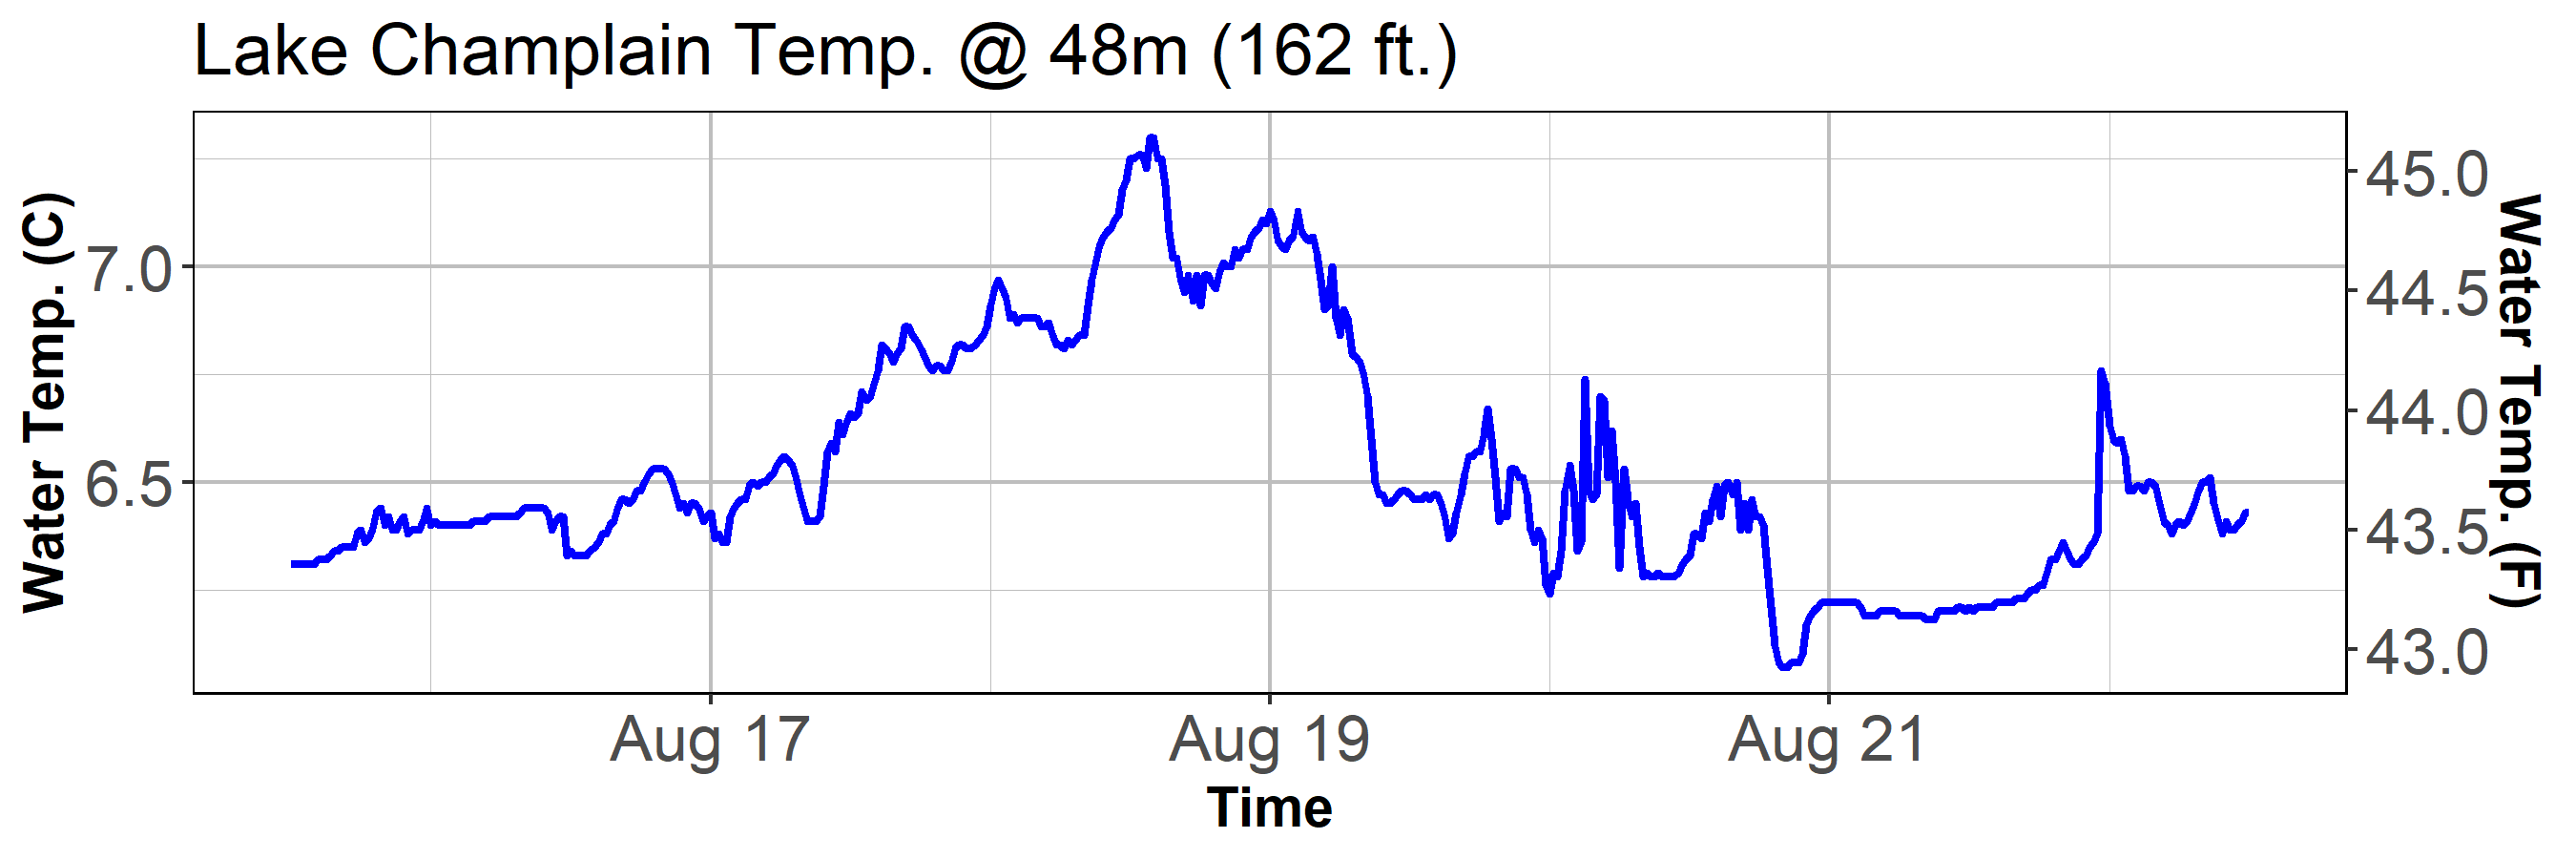 Lake Champlain Temp. @ 48m (162 ft.)
Water Temp. (C)
7.0
6.5
45.0
44.5
44.0
43.5
43.0
Water Temp. (F)
Aug 17
Aug 19
Aug 21
Time